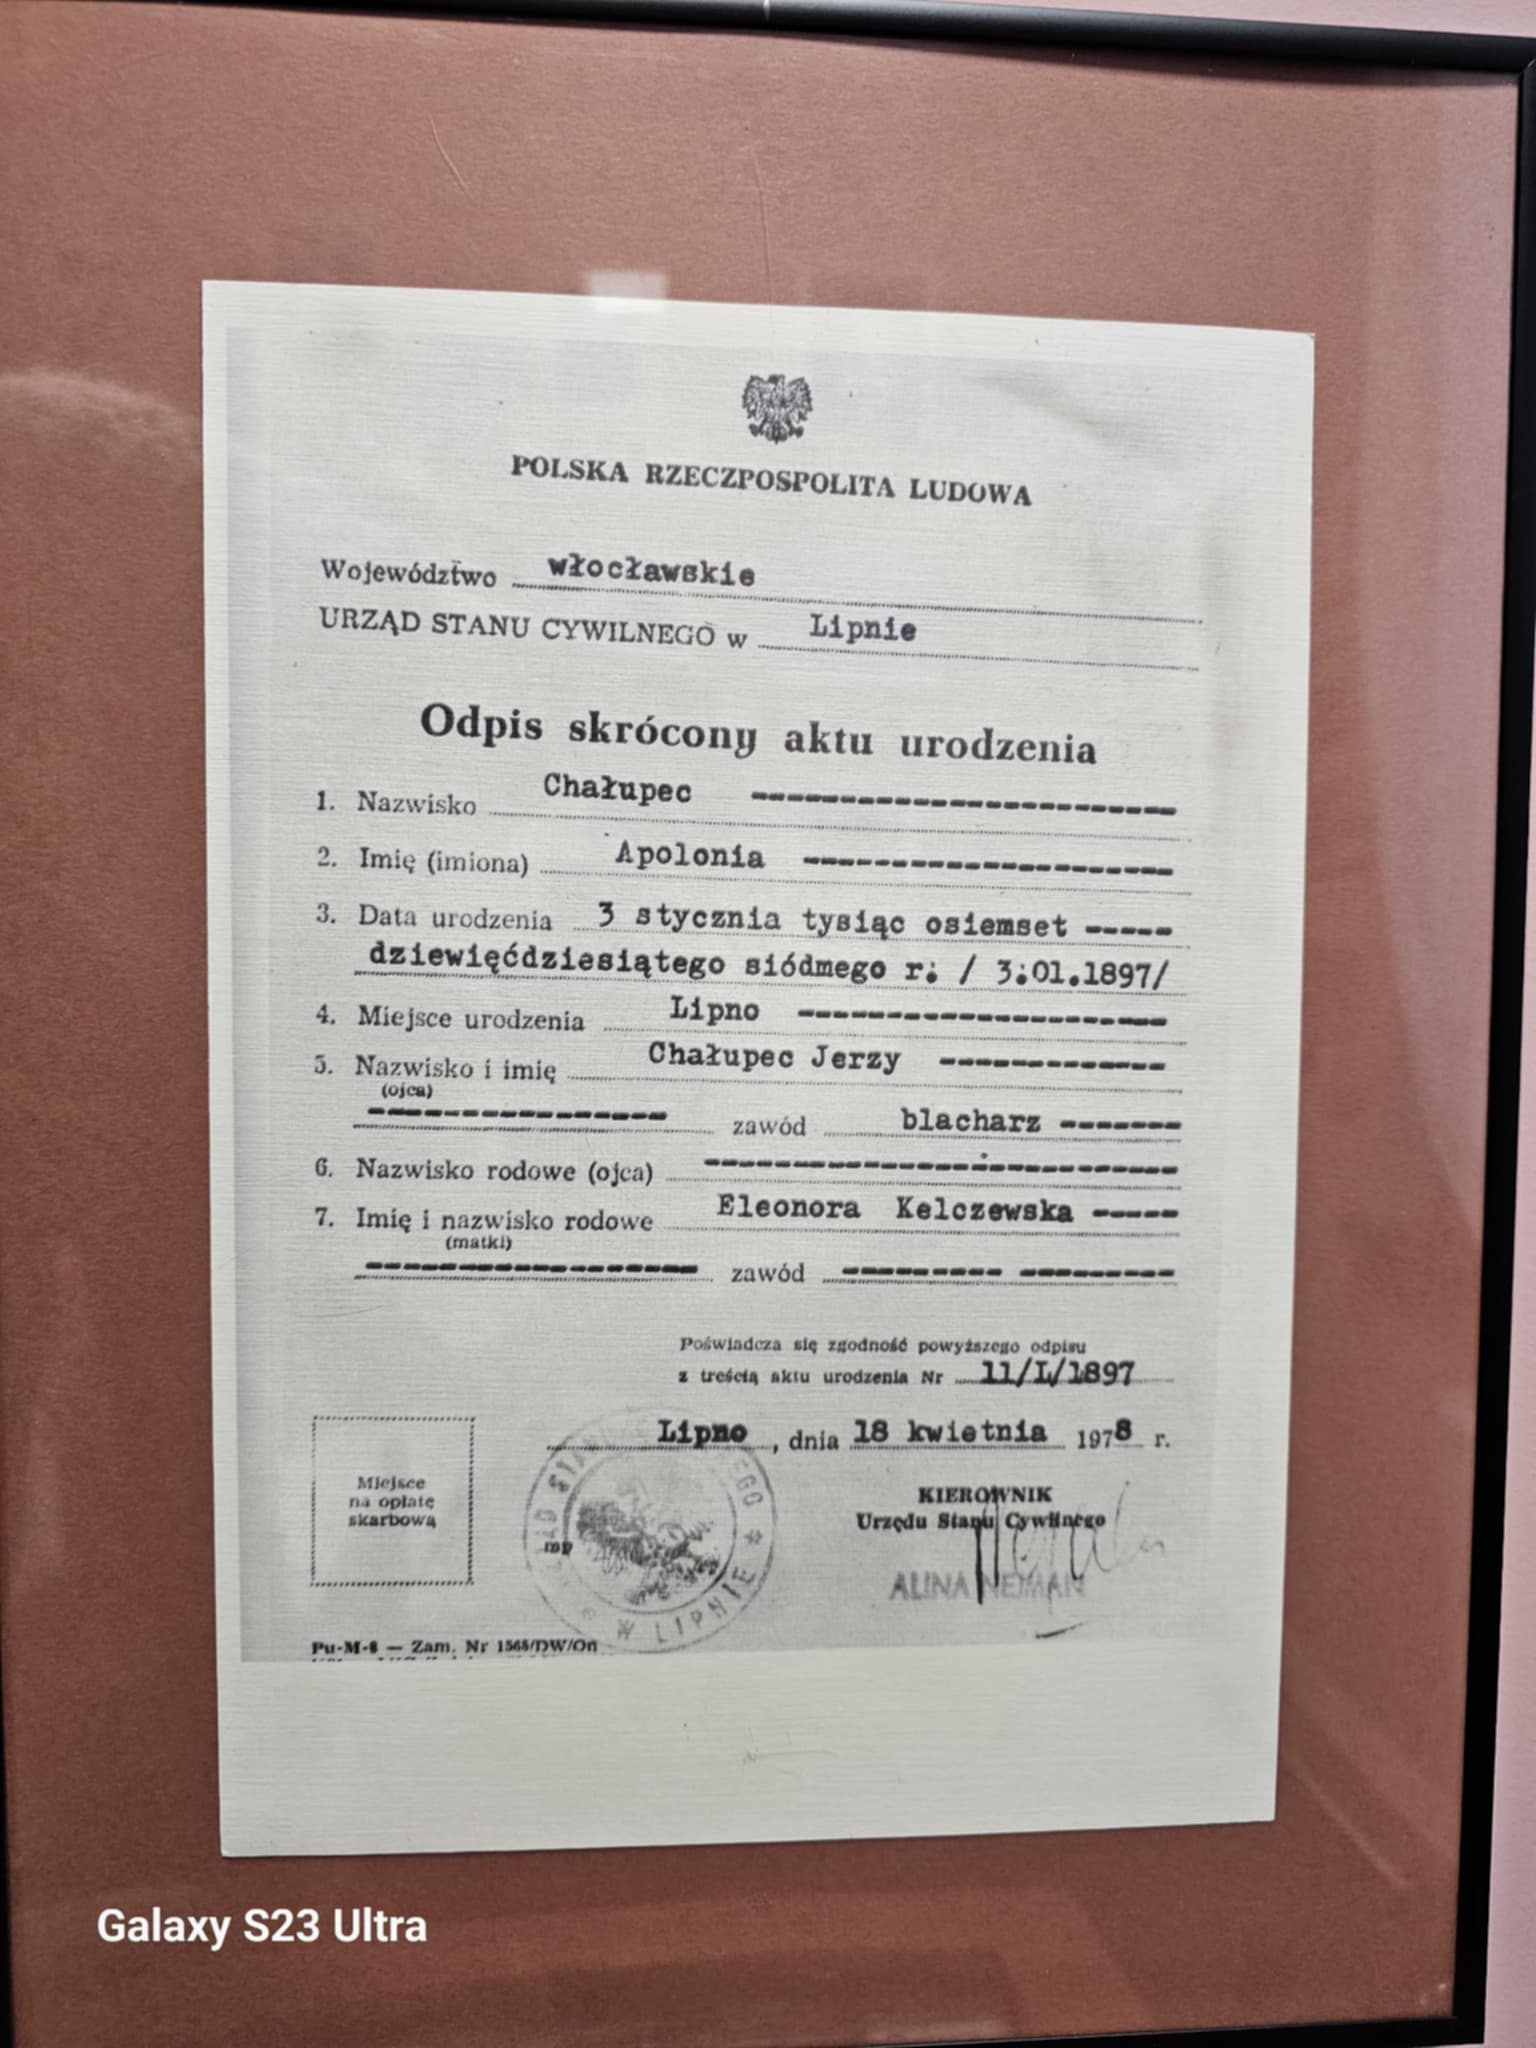 POLSKA RZECZPOSPOLITA LUDOWA
Województwo włocławskie
URZĄD STANU CYWILNEGO w Lipnie
Odpis skrócony aktu urodzenia
1. Nazwisko Chałupec
2. Imię (imiona) Apolonia
3. Data urodzenia 3 stycznia tysiąc osiemset
dziewięćdziesiątego siódmego r. / 3.01.1897/
4. Miejsce urodzenia Lipno
5. Nazwisko i imię Chałupec Jerzy
(ojca)
zawód blacharz
6. Nazwisko rodowe (ojca)
7. Imię i nazwisko rodowe Eleonora Kelczewska
(matki)
zawód
Poświadcza się zgodność powyższego odpisu
z treścią aktu urodzenia Nr 11/I/1897
Lipno, dnia 18 kwietnia 1978 r.
Miejsce
na opłatę
skarbową
mp
LIPNIE
KIEROWNIK
Urzędu Stanu Cywilnego
ALINA NEJMAN
Pu-M-8 — Zam. Nr 1565/DW/On
Galaxy S23 Ultra